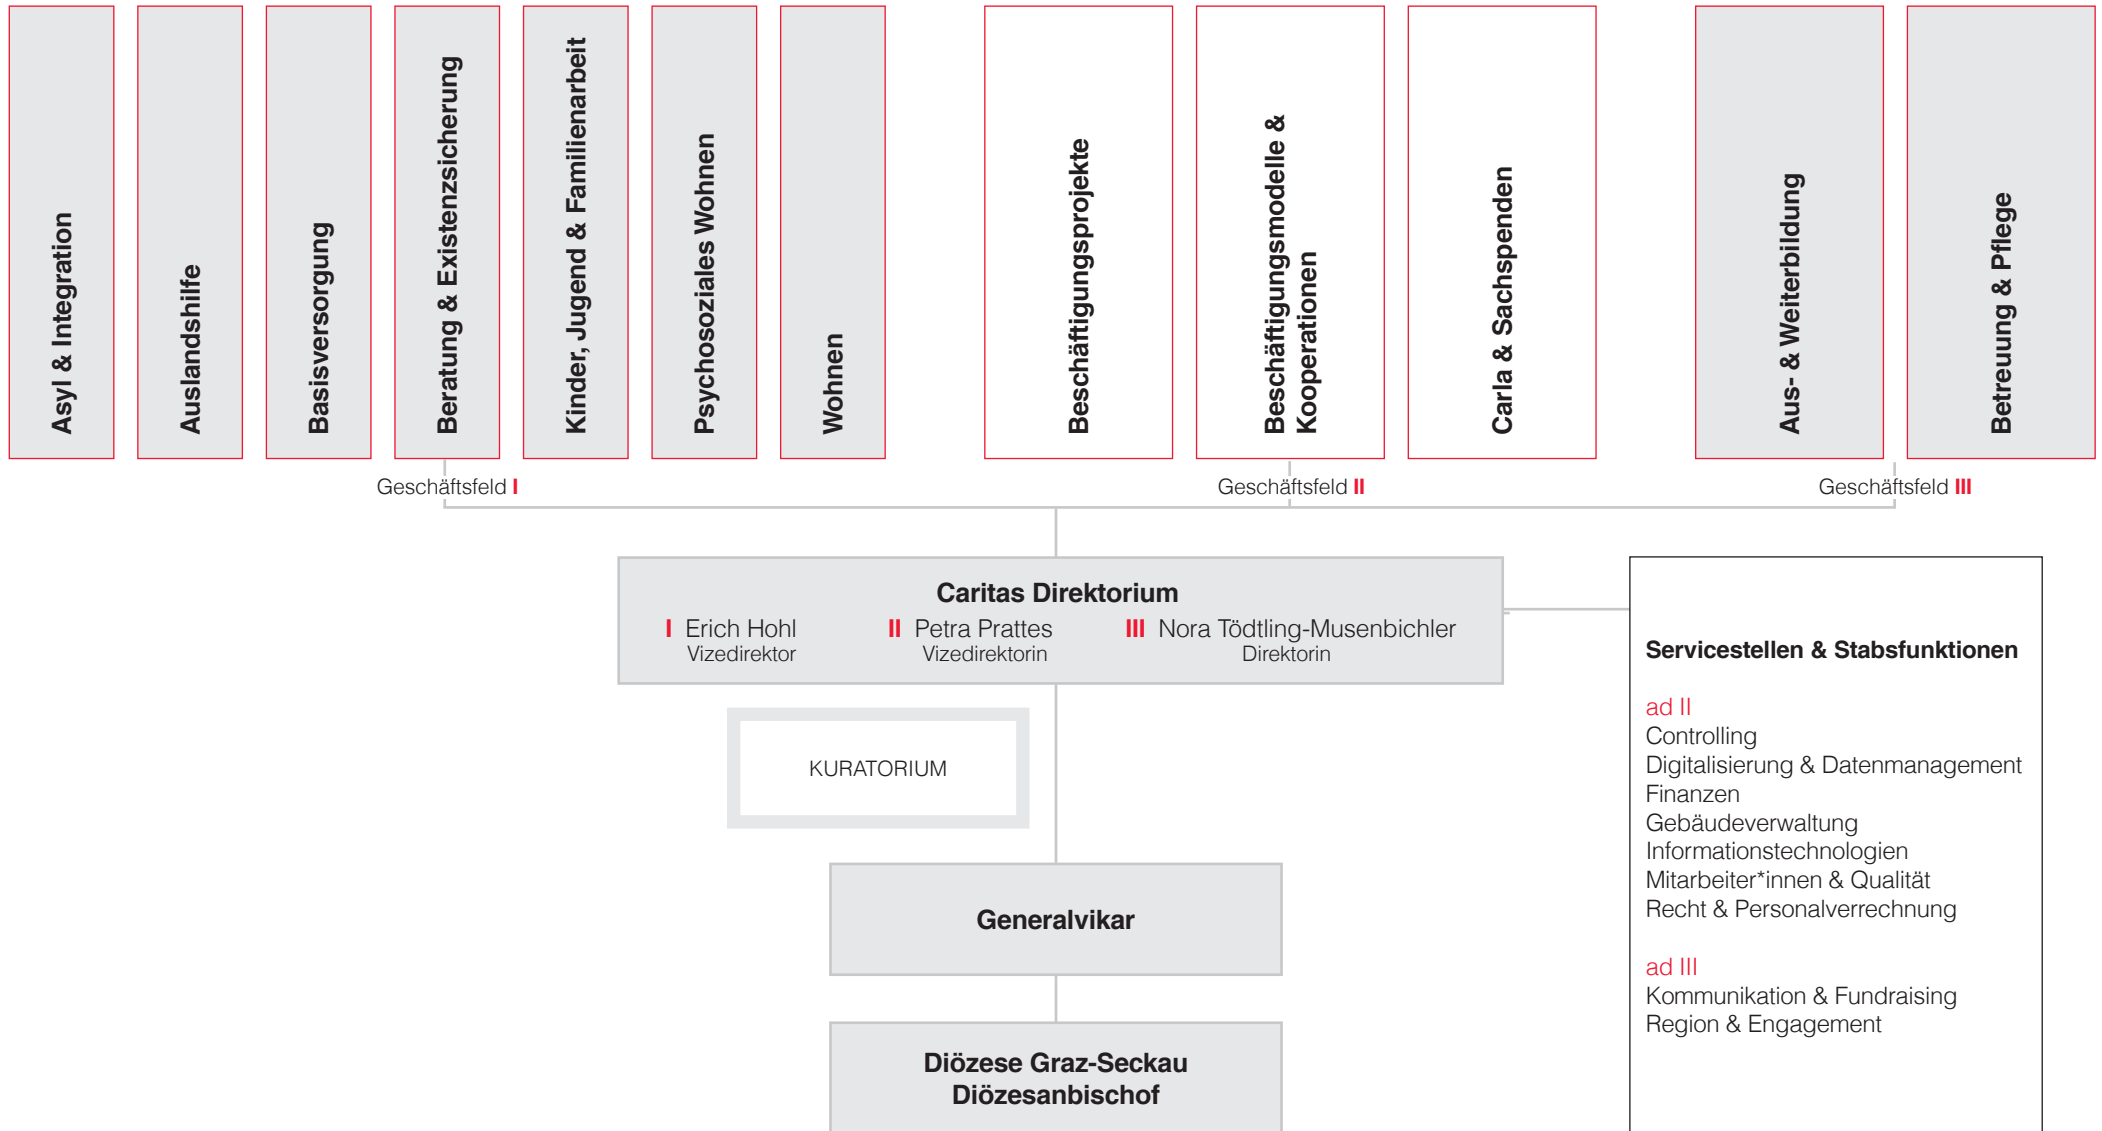 Asyl & Integration
Auslandshilfe
Basisversorgung
Beratung & Existenzsicherung
Kinder, Jugend & Familienarbeit
Psychosoziales Wohnen
Wohnen
Beschäftigungsprojekte
Beschäftigungsmodelle &
Kooperationen
Carla & Sachspenden
Aus- & Weiterbildung
Betreuung & Pflege
Geschäftsfeld I
Geschäftsfeld II
Geschäftsfeld III
Caritas Direktorium
I Erich Hohl
Vizedirektor
II Petra Prattes
Vizedirektorin
III Nora Tödtling-Musenbichler
Direktorin
KURATORIUM
Generalvikar
Diözese Graz-Seckau
Diözesanbischof
Servicestellen & Stabsfunktionen
ad II
Controlling
Digitalisierung & Datenmanagement
Finanzen
Gebäudeverwaltung
Informationstechnologien
Mitarbeiter*innen & Qualität
Recht & Personalverrechnung
ad III
Kommunikation & Fundraising
Region & Engagement